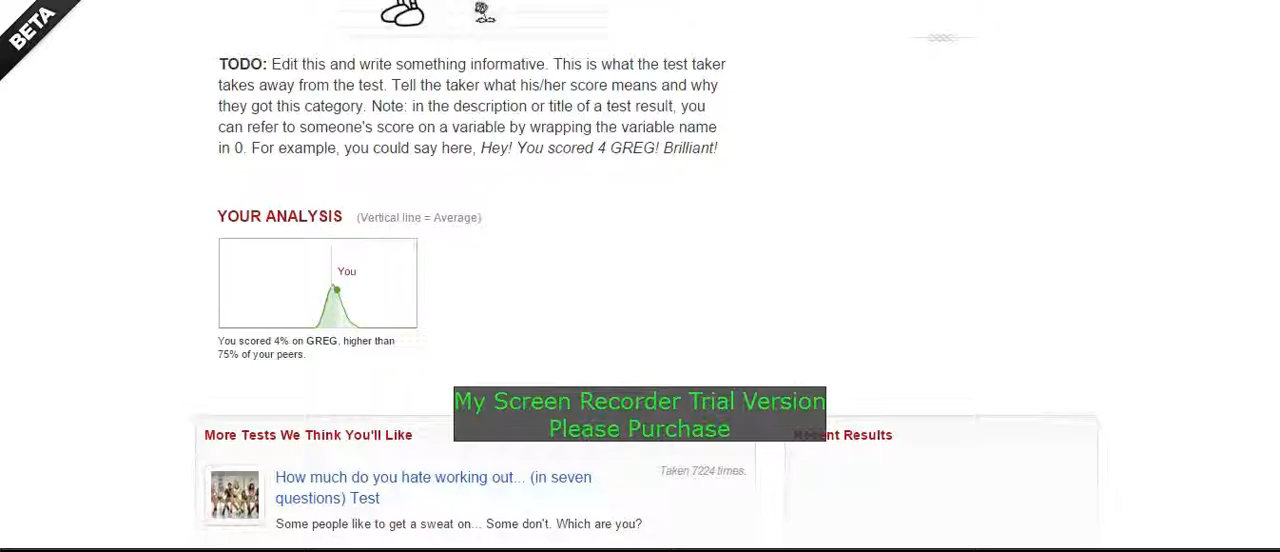 BETA
TODO: Edit this and write something informative. This is what the test taker
takes away from the test. Tell the taker what his/her score means and why
they got this category. Note: in the description or title of a test result, you
can refer to someone's score on a variable by wrapping the variable name
in 0. For example, you could say here, Hey! You scored 4 GREG! Brilliant!
YOUR ANALYSIS (Vertical line = Average)
You
You scored 4% on GREG, higher than
75% of your peers.
My Screen Recorder Trial Version
Please Purchase
More Tests We Think You'll Like
Recent Results
How much do you hate working out... (in seven
questions) Test
Taken 7224 times.
Some people like to get a sweat on... Some don't. Which are you?